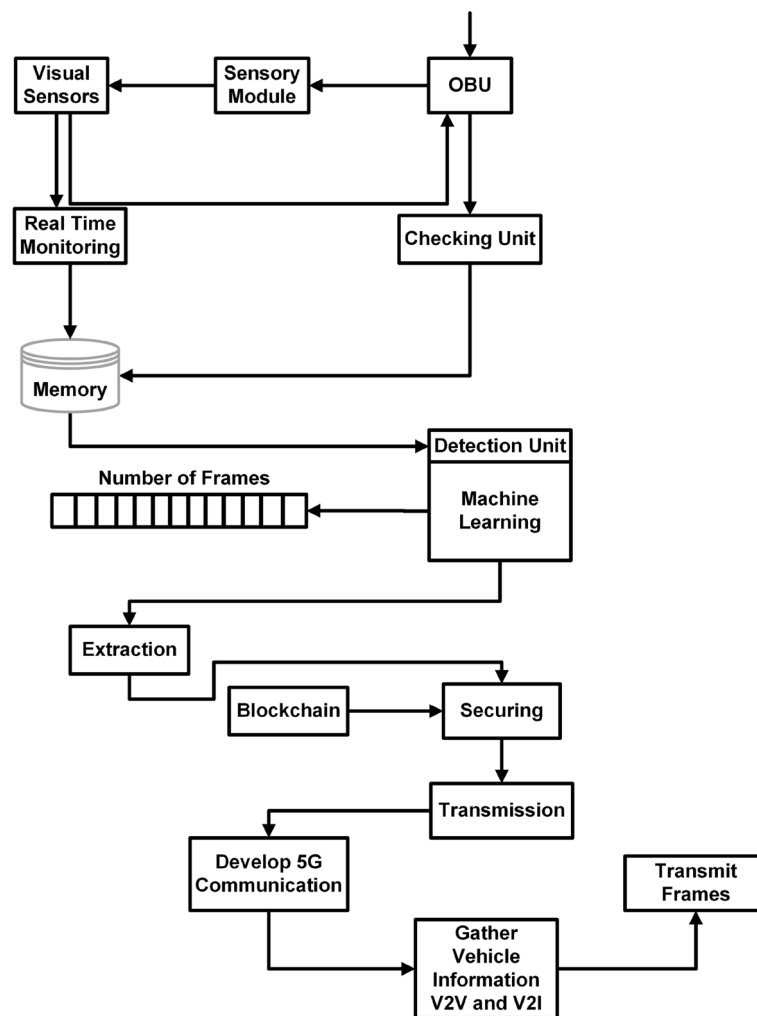 Visual
Sensors
Sensory
Module
OBU
Real Time
Monitoring
Checking Unit
Memory
Detection Unit
Number of Frames
Machine
Learning
Extraction
Blockchain
Securing
Transmission
Develop 5G
Communication
Transmit
Frames
Gather
Vehicle
Information
V2V and V2I